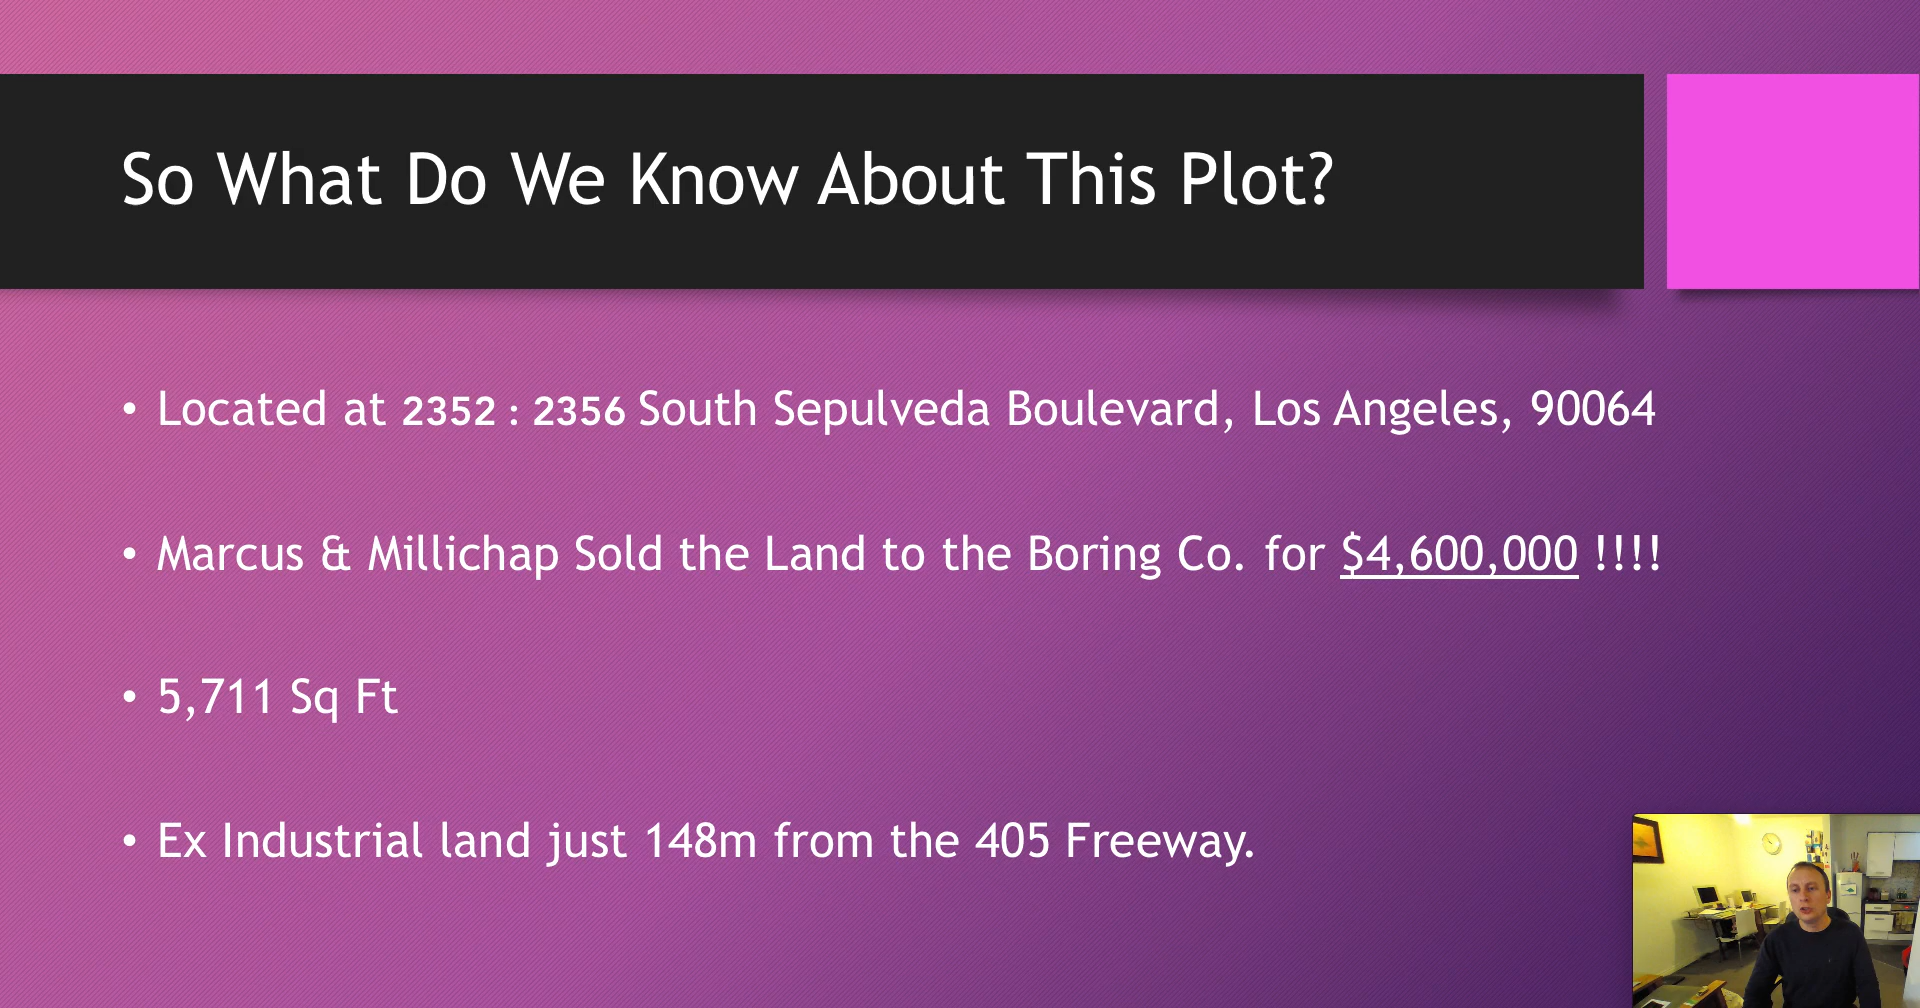 So What Do We Know About This Plot?
• Located at 2352 : 2356 South Sepulveda Boulevard, Los Angeles, 90064
• Marcus & Millichap Sold the Land to the Boring Co. for $4,600,000 !!!!
• 5,711 Sq Ft
• Ex Industrial land just 148m from the 405 Freeway.